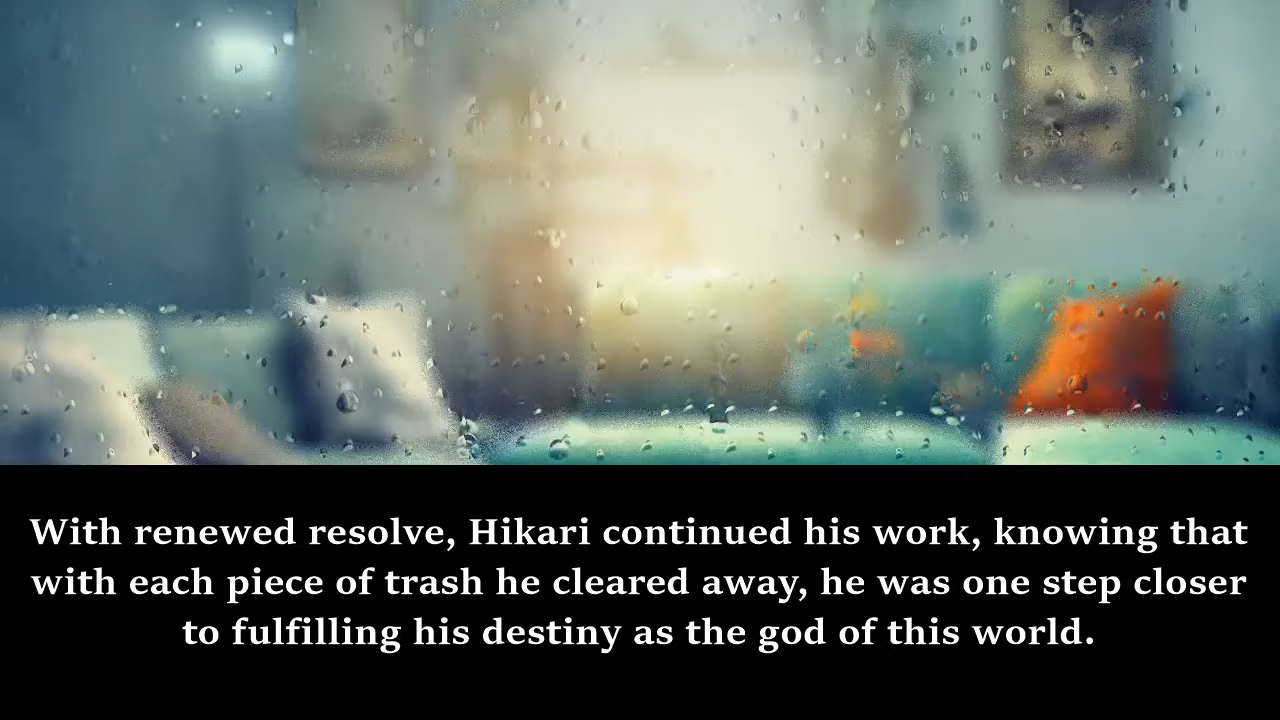 With renewed resolve, Hikari continued his work, knowing that
with each piece of trash he cleared away, he was one step closer
to fulfilling his destiny as the god of this world.